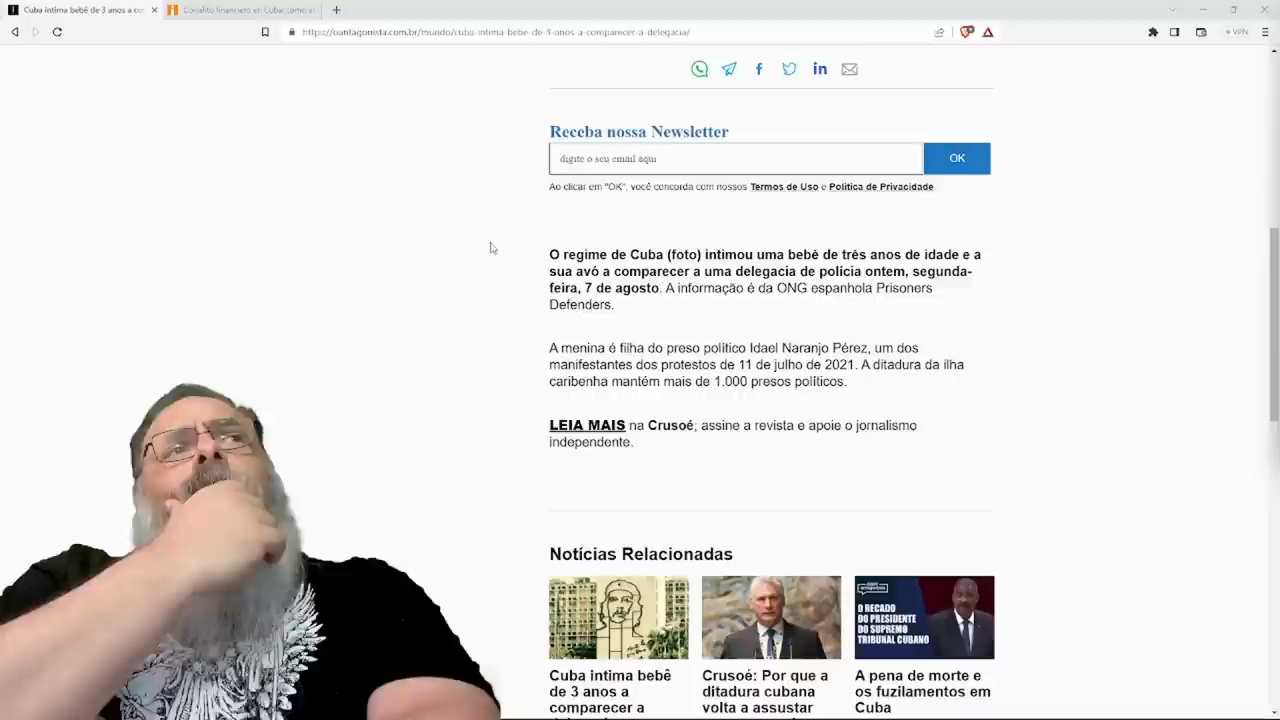 Cuba intima bebê de 3 anos a co
VPN
https://oantagonista.com.br/mundo/cuba-intima-bebe-de-3-anos-a-comparecer-a-delegacia/
Receba nossa Newsletter
digite o seu email aqui
OK
Ao clicar em "OK", você concorda com nossos Termos de Uso e Política de Privacidade
O regime de Cuba (foto) intimou uma bebê de três anos de idade e a
sua avó a comparecer a uma delegacia de polícia ontem, segunda-
feira, 7 de agosto. A informação é da ONG espanhola Prisoners
Defenders.
A menina é filha do preso político Idael Naranjo Pérez, um dos
manifestantes dos protestos de 11 de julho de 2021. A ditadura da ilha
caribenha mantém mais de 1.000 presos políticos.
LEIA MAIS na Crusoé; assine a revista e apoie o jornalismo
independente.
Notícias Relacionadas
O RECADO
DO PRESIDENTE
DO SUPREMO
TRIBUNAL CUBANO
Cuba intima bebê
de 3 anos a
comparecer a
Crusoé: Por que a
ditadura cubana
volta a assustar
A pena de morte e
os fuzilamentos em
Cuba